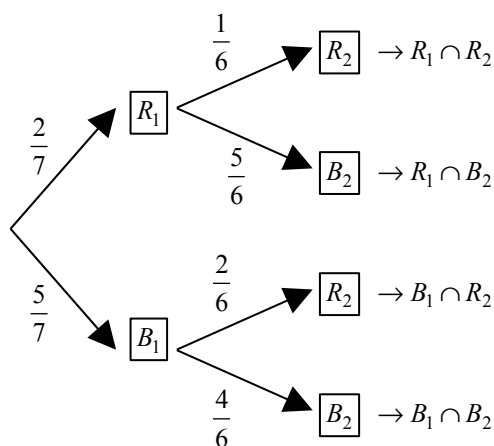 1/6 R₂ → R₁ ∩ R₂
2/7 R₁
5/6 B₂ → R₁ ∩ B₂
2/6 R₂ → B₁ ∩ R₂
5/7 B₁
4/6 B₂ → B₁ ∩ B₂